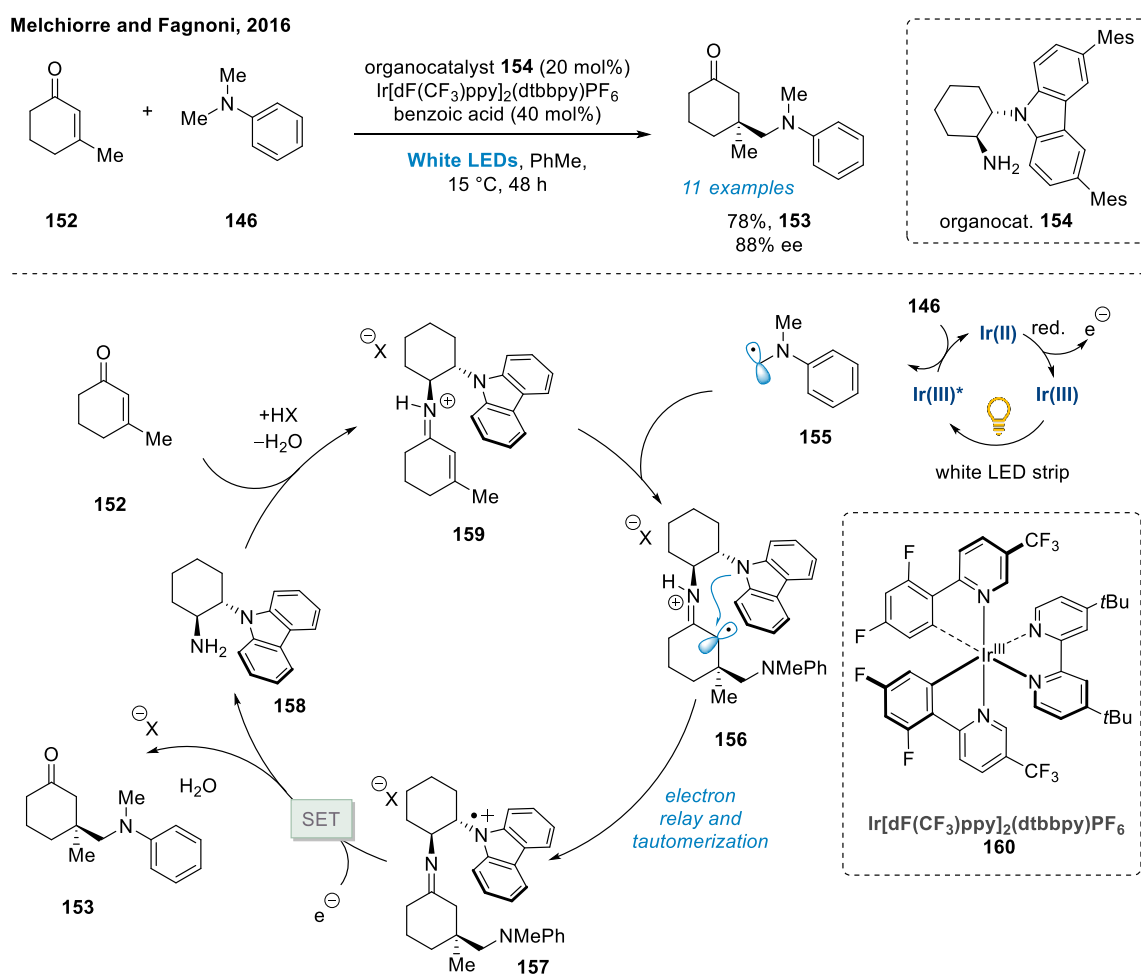 Melchiorre and Fagnoni, 2016
O
Me
152
+
Me
N
Me
146
organocatalyst 154 (20 mol%)
Ir[dF(CF3)ppy]2(dtbbpy)PF6
benzoic acid (40 mol%)
White LEDs, PhMe,
15 °C, 48 h
O
Me
N
Me
11 examples
78%, 153
88% ee
Mes
N
NH2
Mes
organocat. 154
O
Me
152
+HX
−H2O
⊖
X
N
H
N
⊕
Me
159
Me
N
155
146
Ir(II)
red.
e⊖
Ir(III)*
Ir(III)
white LED strip
⊖
X
N
H
N
⊕
NMePh
Me
156
N
NH2
158
electron
relay and
tautomerization
⊖
X
N
•+
N
NMePh
Me
157
SET
e⊖
⊖
X
H2O
O
Me
N
Me
153
CF3
F
N
tBu
N
F
IrIII
F
N
N
tBu
F
CF3
Ir[dF(CF3)ppy]2(dtbbpy)PF6
160